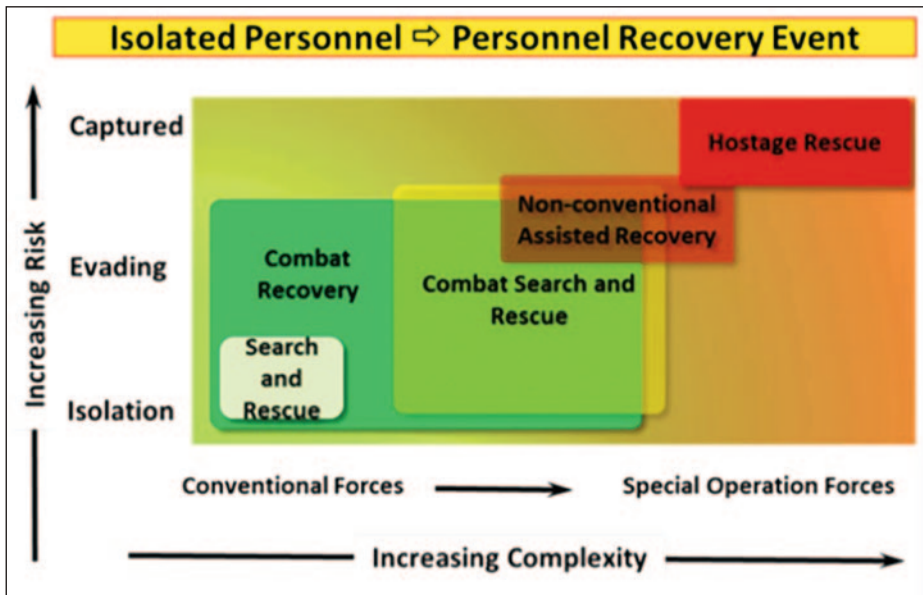 Isolated Personnel ⇨ Personnel Recovery Event
Increasing Risk
Captured
Evading
Isolation
Hostage Rescue
Non-conventional
Assisted Recovery
Combat
Recovery
Combat Search and
Rescue
Search
and
Rescue
Conventional Forces
Special Operation Forces
Increasing Complexity